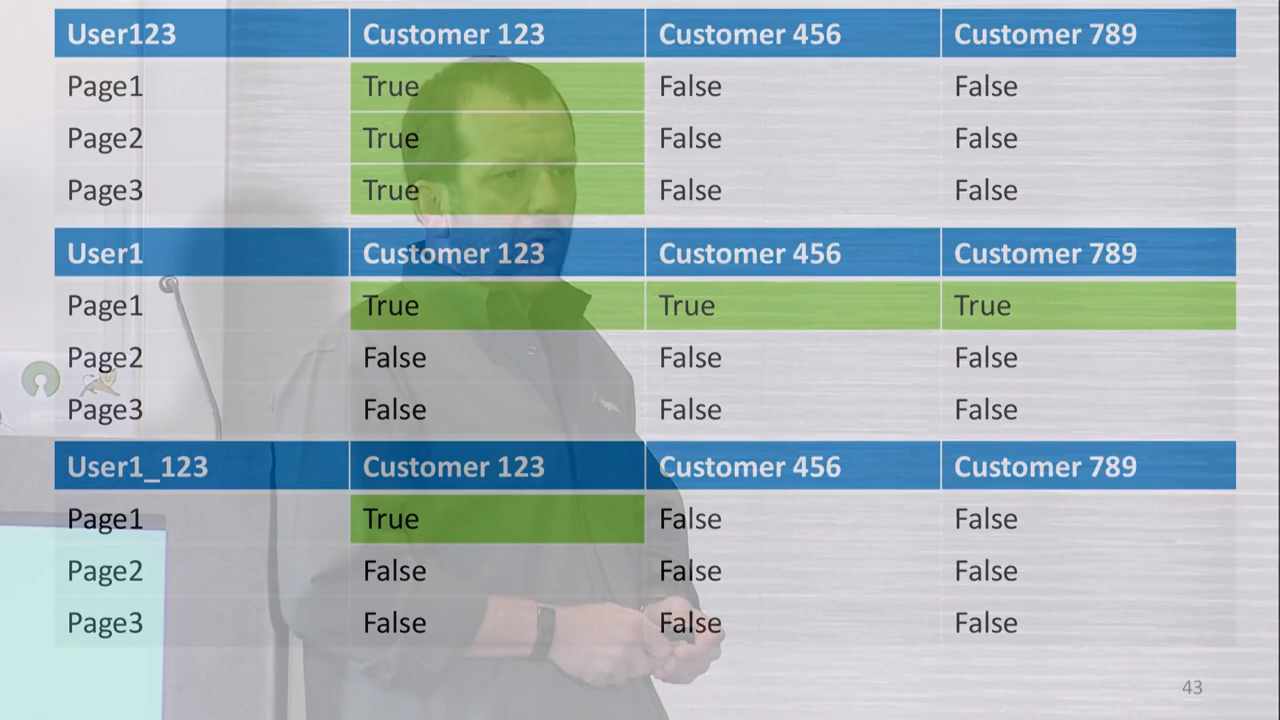 User123 Customer 123 Customer 456 Customer 789
Page1 True False False
Page2 True False False
Page3 True False False
User1 Customer 123 Customer 456 Customer 789
Page1 True True True
Page2 False False False
Page3 False False False
User1_123 Customer 123 Customer 456 Customer 789
Page1 True False False
Page2 False False False
Page3 False False False
43